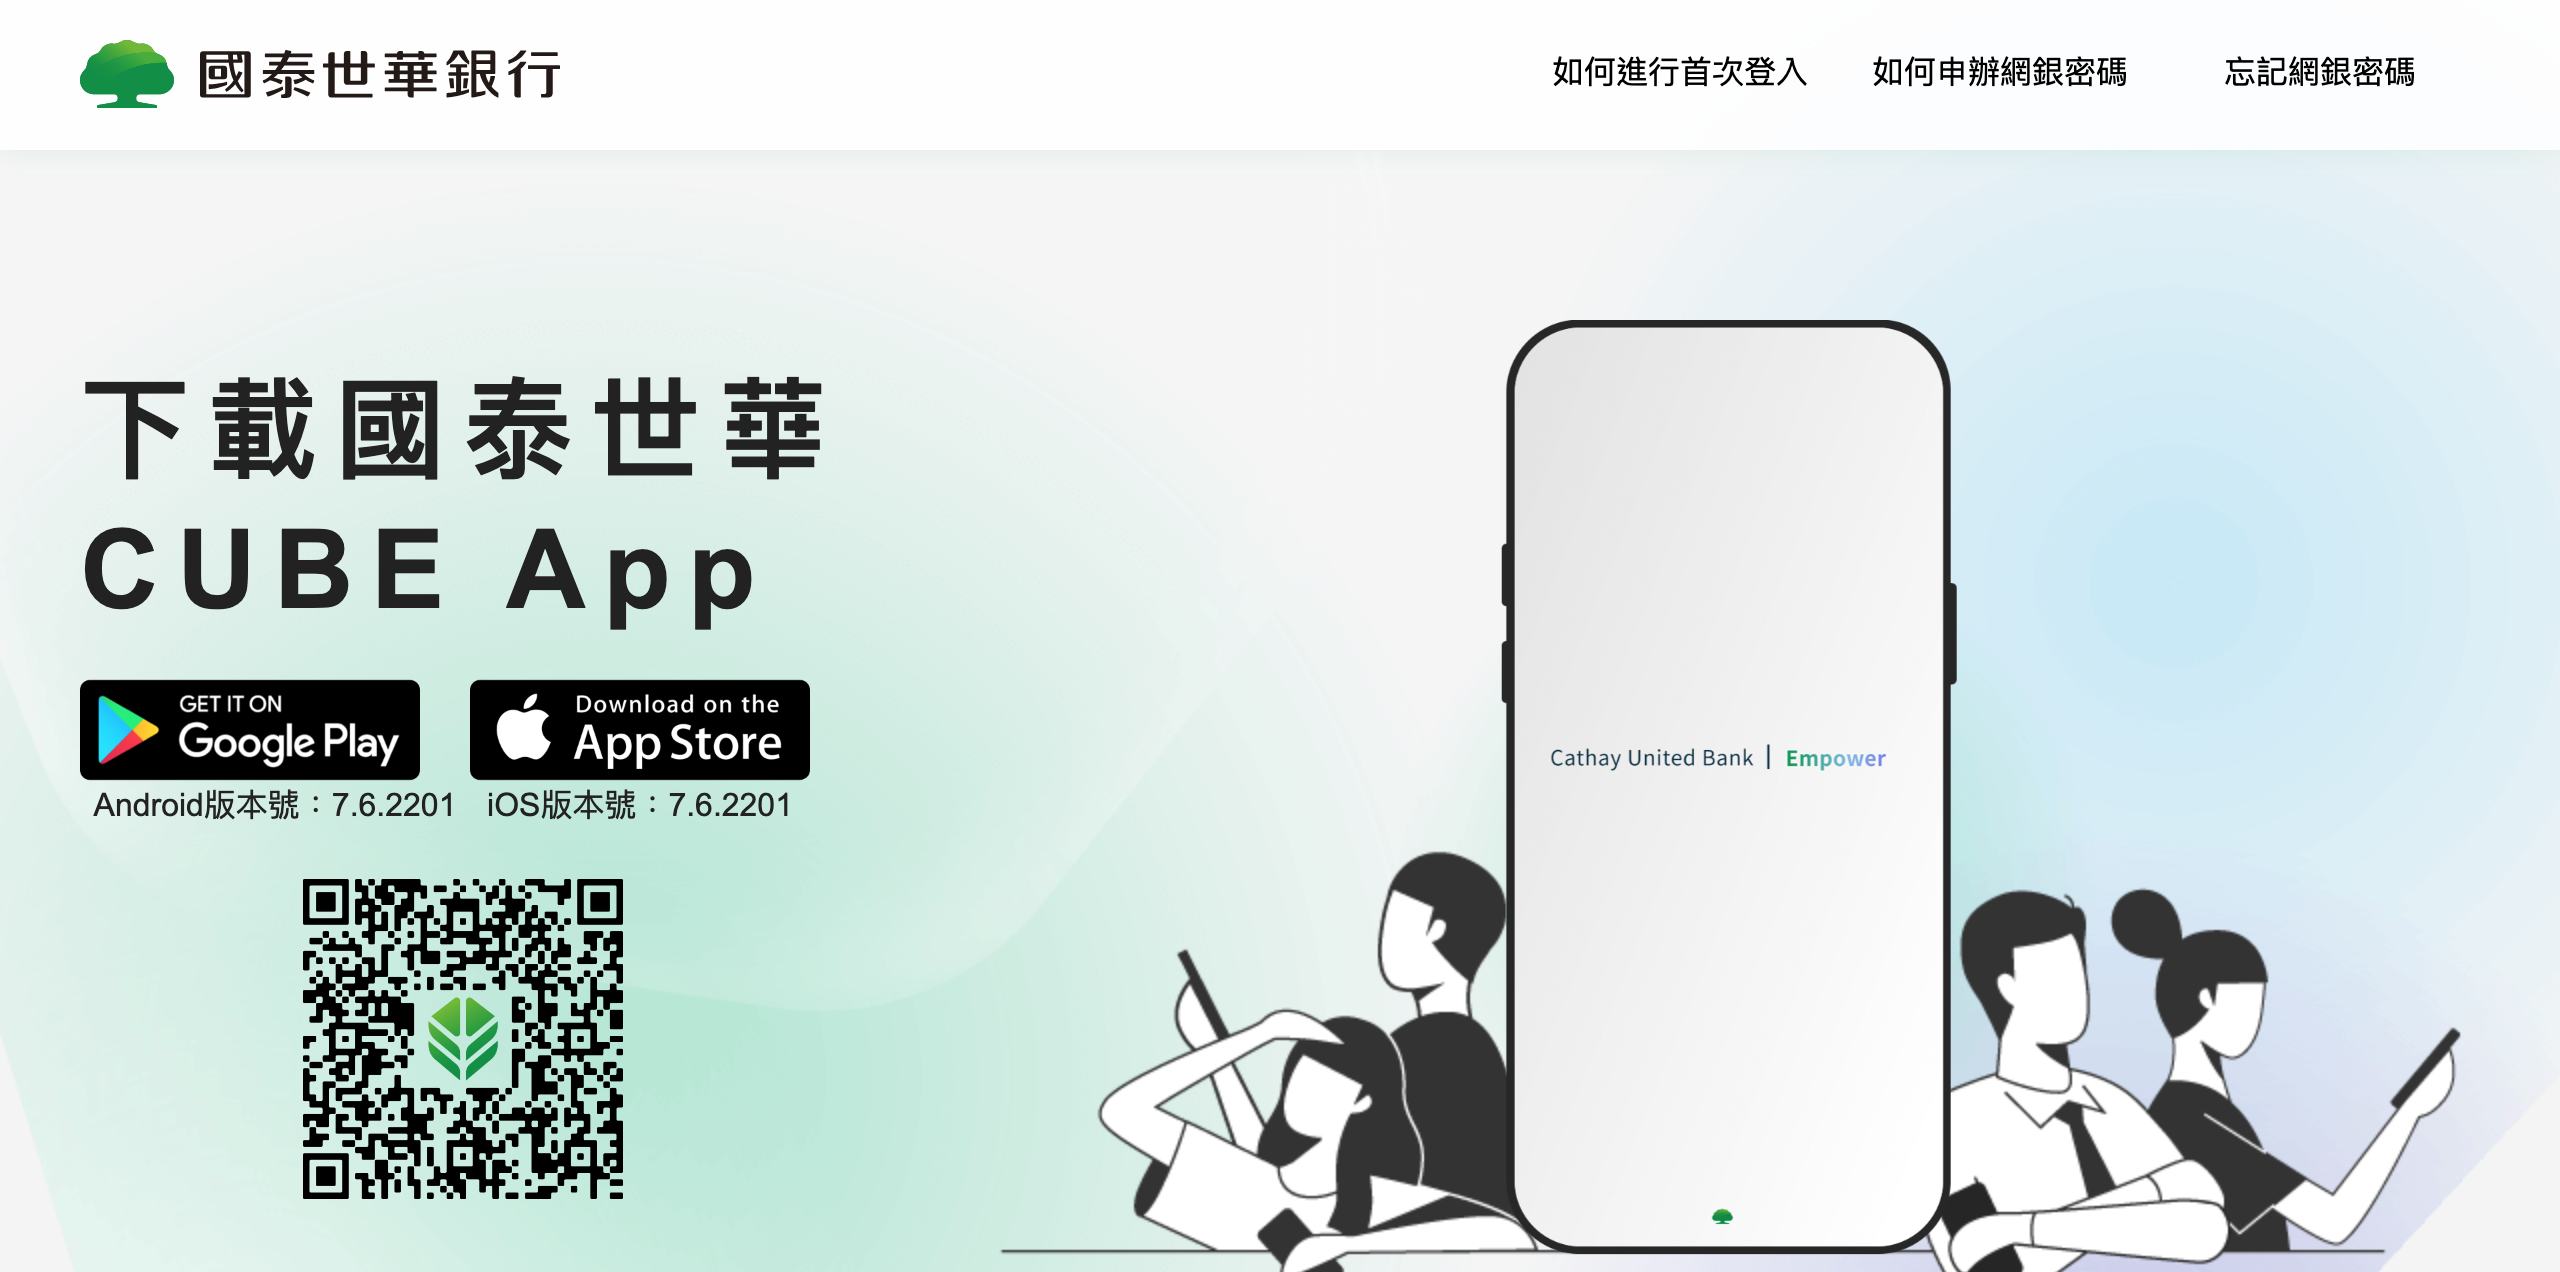 國泰世華銀行
如何進行首次登入
如何申辦網銀密碼
忘記網銀密碼
下載國泰世華
CUBE App
GET IT ON
Google Play
Download on the
App Store
Android版本號：7.6.2201
iOS版本號：7.6.2201
Cathay United Bank | Empower